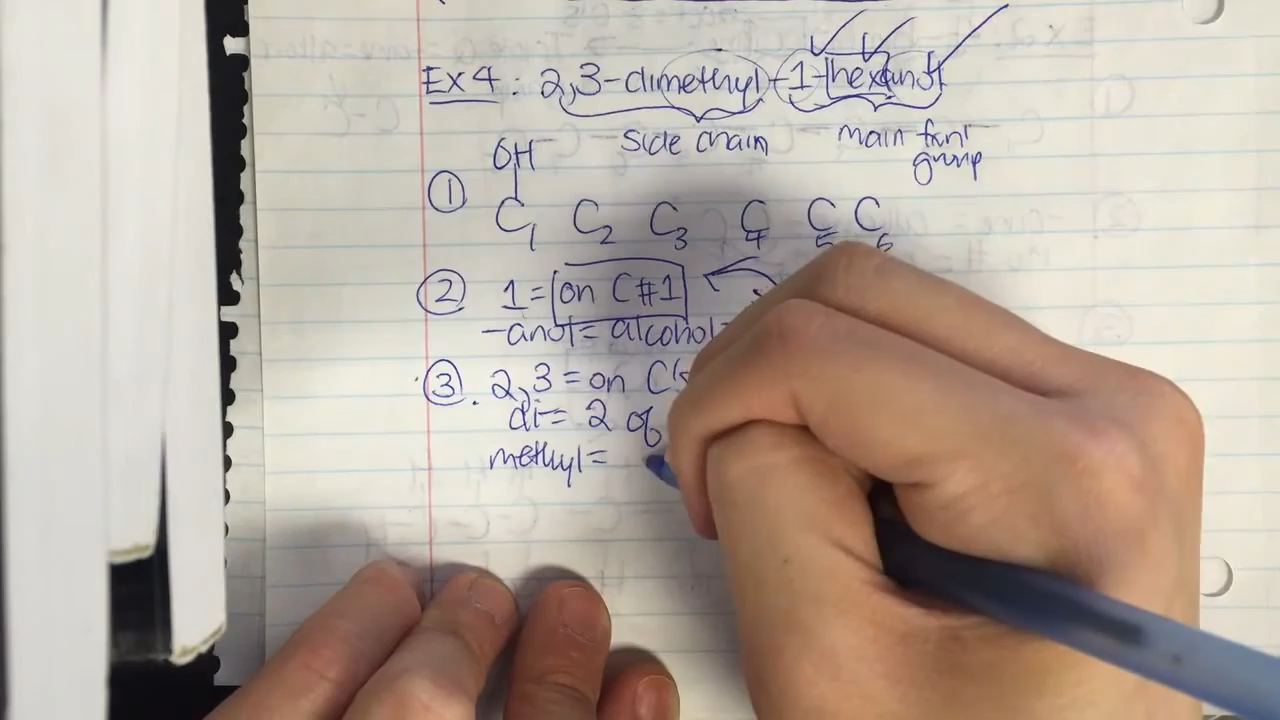 Ex 4: 2,3-dimethyl-1-hexanol
side chain main
group
OH
① C1 C2 C3 C4 C5 C6
② 1 = on C#1
-anol = alcohol
③. 2,3 = on C's
di = 2 of
methyl =